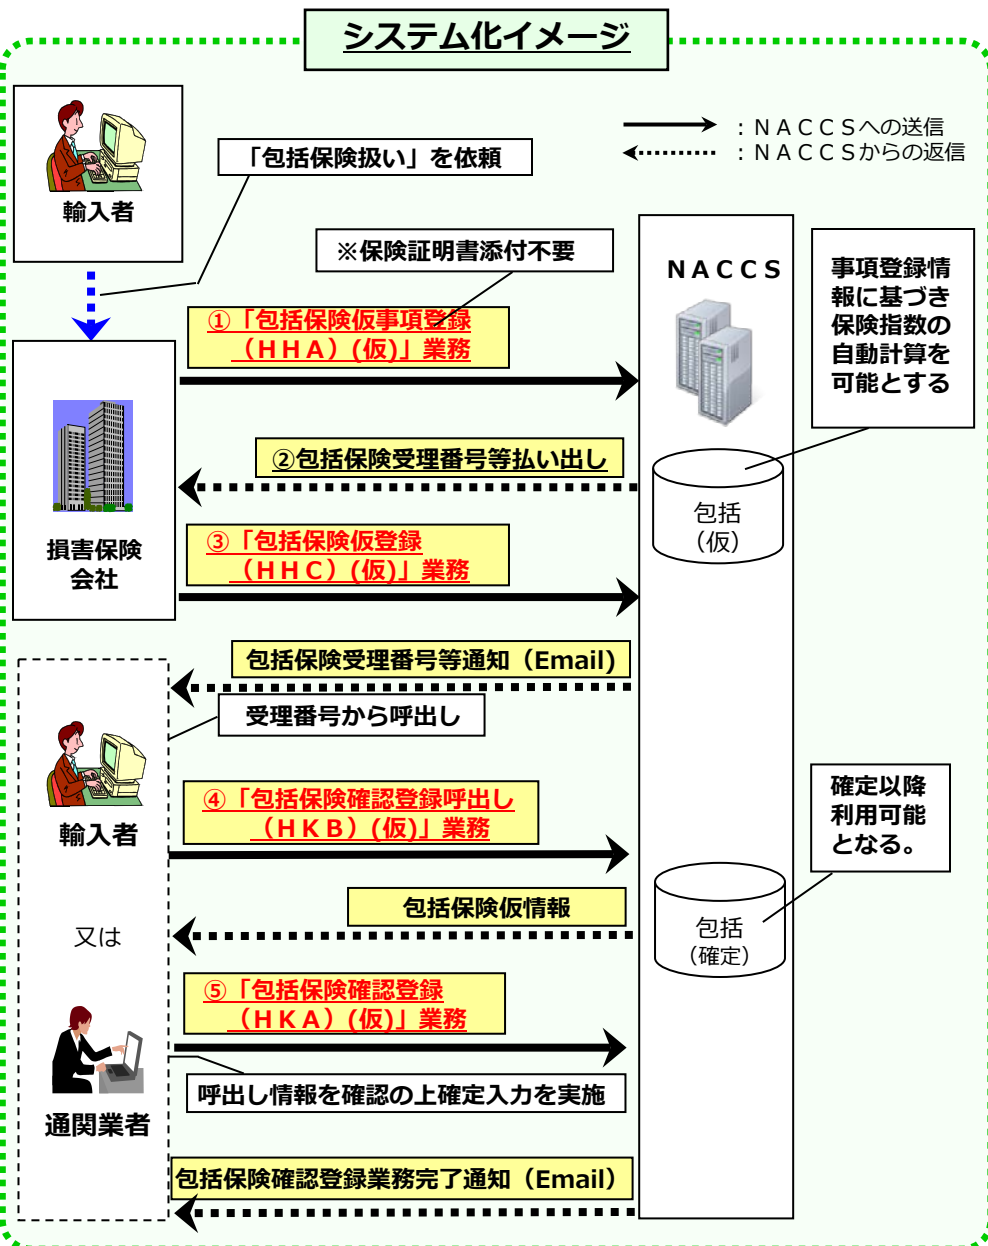 システム化イメージ
：ＮＡＣＣＳへの送信
：ＮＡＣＣＳからの返信
輸入者
「包括保険扱い」を依頼
※保険証明書添付不要
ＮＡＣＣＳ
事項登録情
報に基づき
保険指数の
自動計算を
可能とする
①「包括保険仮事項登録
（ＨＨＡ）(仮)」業務
②包括保険受理番号等払い出し
包括
（仮）
損害保険
会社
③「包括保険仮登録
（ＨＨＣ）(仮)」業務
包括保険受理番号等通知（Email)
受理番号から呼出し
輸入者
④「包括保険確認登録呼出し
（ＨＫＢ）(仮)」業務
確定以降
利用可能
となる。
包括保険仮情報
包括
（確定）
又は
⑤「包括保険確認登録
（ＨＫＡ）(仮)」業務
呼出し情報を確認の上確定入力を実施
通関業者
包括保険確認登録業務完了通知（Email）